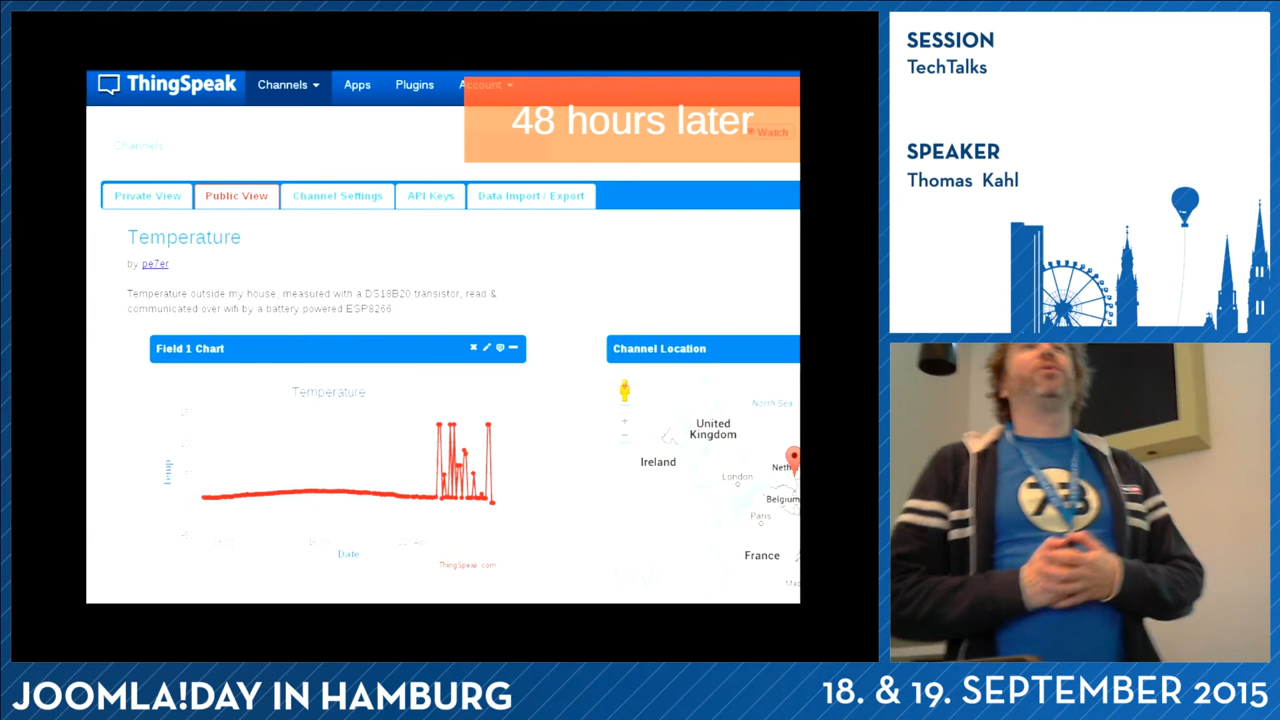 ThingSpeak
Channels
Apps
Plugins
Account
48 hours later
Watch
Channels
Private View
Public View
Channel Settings
API Keys
Data Import / Export
Temperature
by pe7er
Temperature outside my house, measured with a DS18B20 transistor, read &
communicated over wifi by a battery powered ESP8266.
Field 1 Chart
Temperature
Temp
Date
ThingSpeak.com
Channel Location
North Sea
United
Kingdom
Ireland
London
Belgium
Paris
France
SESSION
TechTalks
SPEAKER
Thomas Kahl
JOOMLA!DAY IN HAMBURG
18. & 19. SEPTEMBER 2015